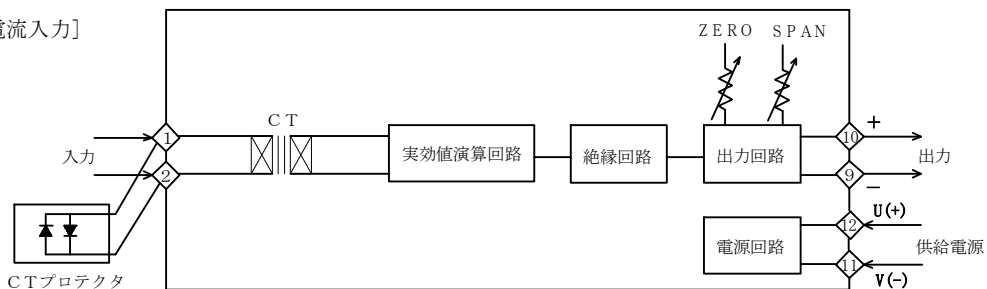 電流入力]
ZERO SPAN
CT
1
10
+
入力
実効値演算回路
絶縁回路
出力回路
出力
2
9
−
U(+)
12
電源回路
供給電源
11
CTプロテクタ
V(−)